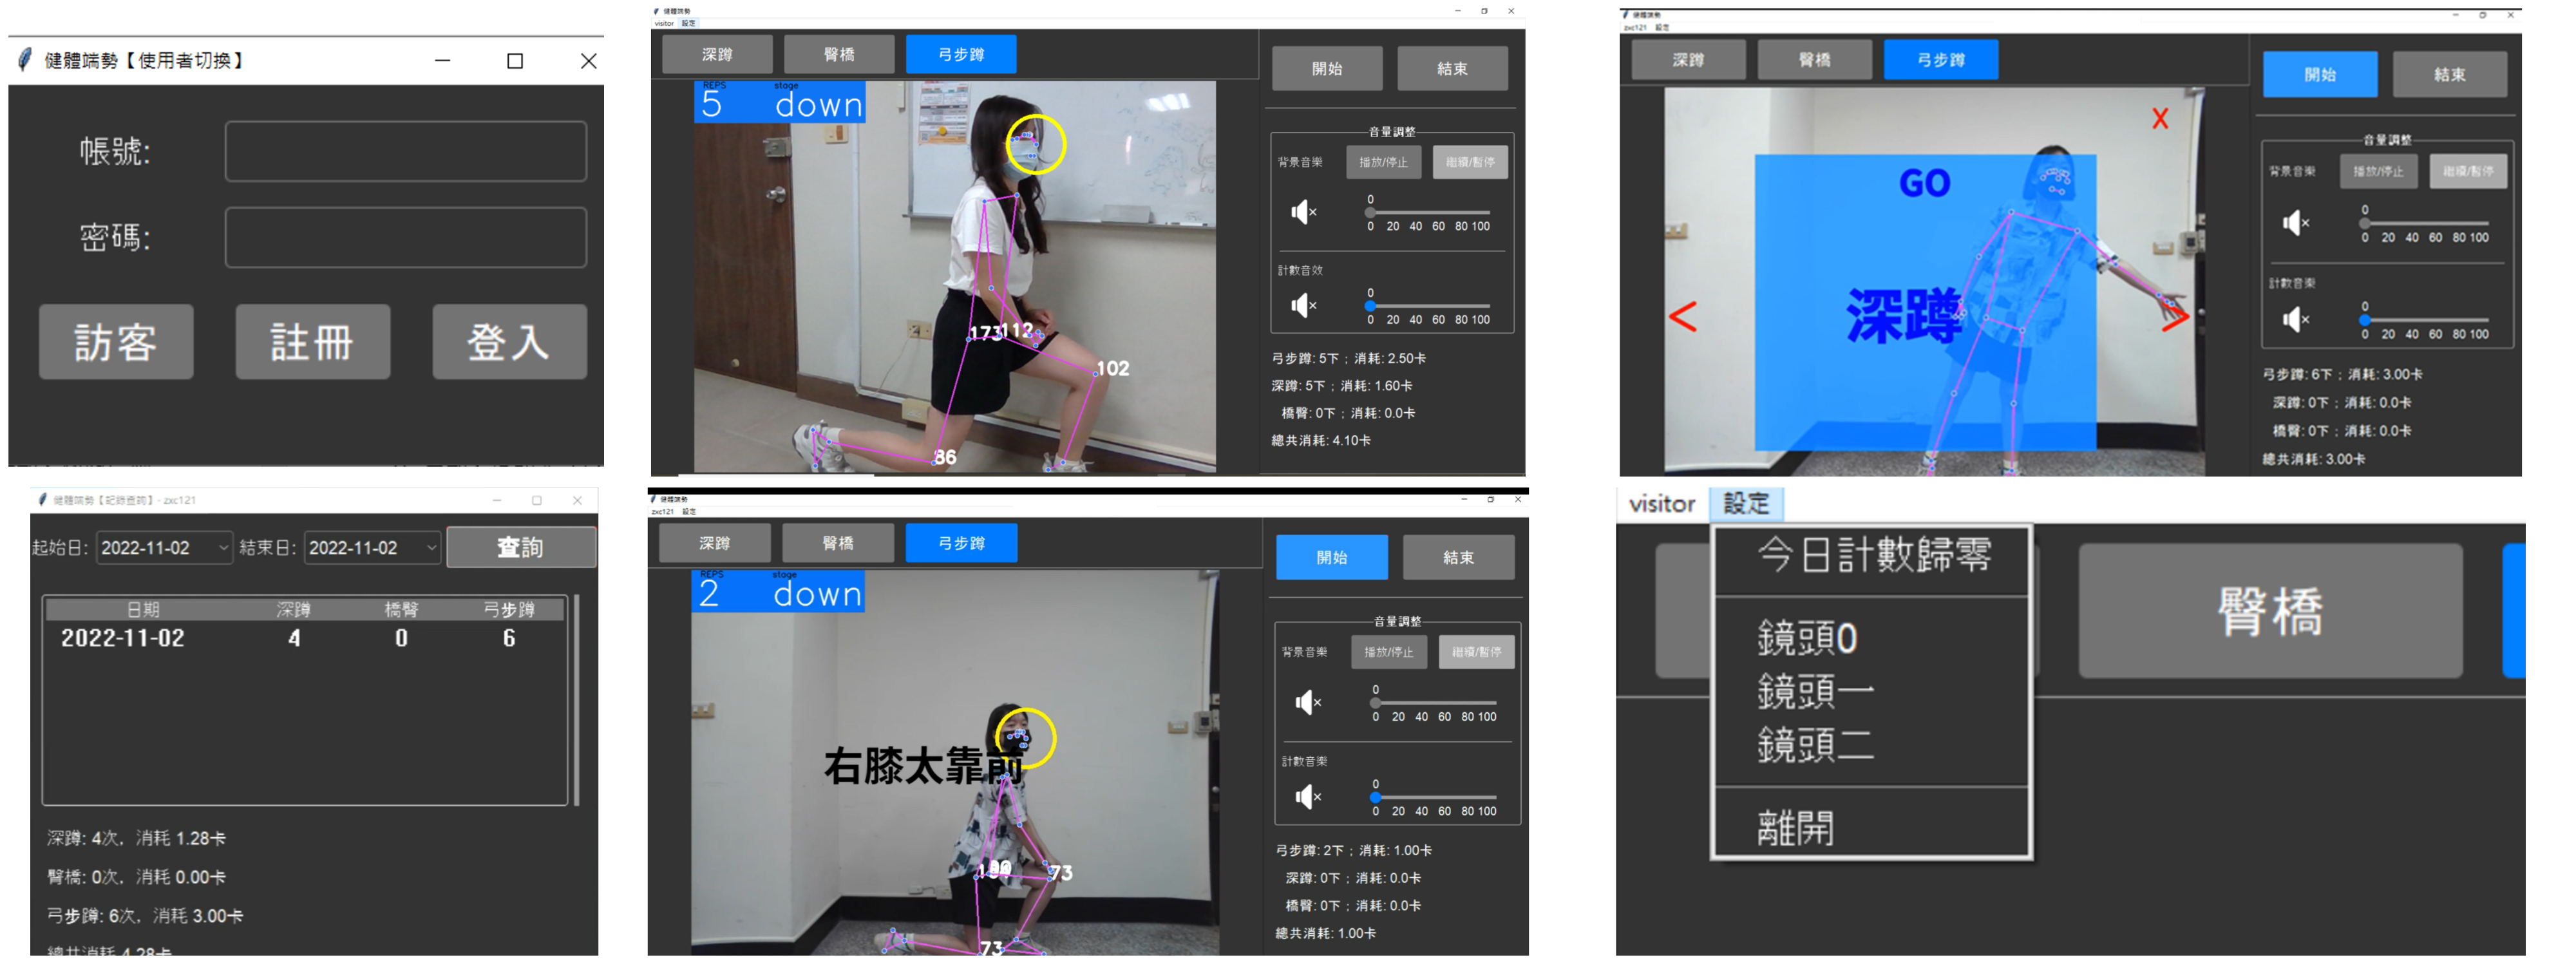 健體端勢【使用者切換】
帳號:
密碼:
訪客 註冊 登入
健體端勢
visitor 設定
深蹲 臀橋 弓步蹲
開始 結束
REPS stage
5 down
173 112
102
86
音量調整
背景音樂 播放/停止 繼續/暫停
0
0 20 40 60 80 100
計數音效
0
0 20 40 60 80 100
弓步蹲: 5下 ; 消耗: 2.50卡
深蹲: 5下 ; 消耗: 1.60卡
橋臀: 0下 ; 消耗: 0.0卡
總共消耗: 4.10卡
健體端勢
zxc121 設定
深蹲 臀橋 弓步蹲
開始 結束
X
GO
深蹲
< >
音量調整
背景音樂 播放/停止 繼續/暫停
0
0 20 40 60 80 100
計數音樂
0
0 20 40 60 80 100
弓步蹲: 6下 ; 消耗: 3.00卡
深蹲: 0下 ; 消耗: 0.0卡
橋臀: 0下 ; 消耗: 0.0卡
總共消耗: 3.00卡
健體端勢【記錄查詢】- zxc121
起始日: 2022-11-02 結束日: 2022-11-02 查詢
日期 深蹲 橋臀 弓步蹲
2022-11-02 4 0 6
深蹲: 4次, 消耗 1.28卡
臀橋: 0次, 消耗 0.00卡
弓步蹲: 6次, 消耗 3.00卡
總共消耗 4.28卡
健體端勢
zxc121 設定
深蹲 臀橋 弓步蹲
開始 結束
REPS stage
2 down
右膝太靠前
73
73
音量調整
背景音樂 播放/停止 繼續/暫停
0
0 20 40 60 80 100
計數音樂
0
0 20 40 60 80 100
弓步蹲: 2下 ; 消耗: 1.00卡
深蹲: 0下 ; 消耗: 0.0卡
橋臀: 0下 ; 消耗: 0.0卡
總共消耗: 1.00卡
visitor 設定
今日計數歸零
鏡頭0
鏡頭一
鏡頭二
離開
臀橋